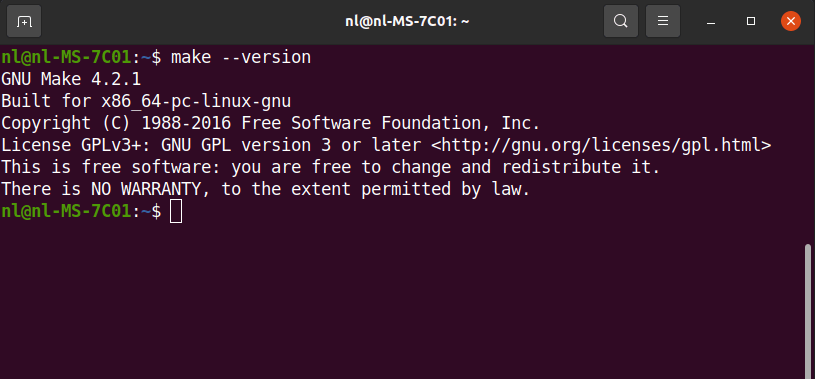 nl@nl-MS-7C01: ~
nl@nl-MS-7C01:~$ make --version
GNU Make 4.2.1
Built for x86_64-pc-linux-gnu
Copyright (C) 1988-2016 Free Software Foundation, Inc.
License GPLv3+: GNU GPL version 3 or later <http://gnu.org/licenses/gpl.html>
This is free software: you are free to change and redistribute it.
There is NO WARRANTY, to the extent permitted by law.
nl@nl-MS-7C01:~$